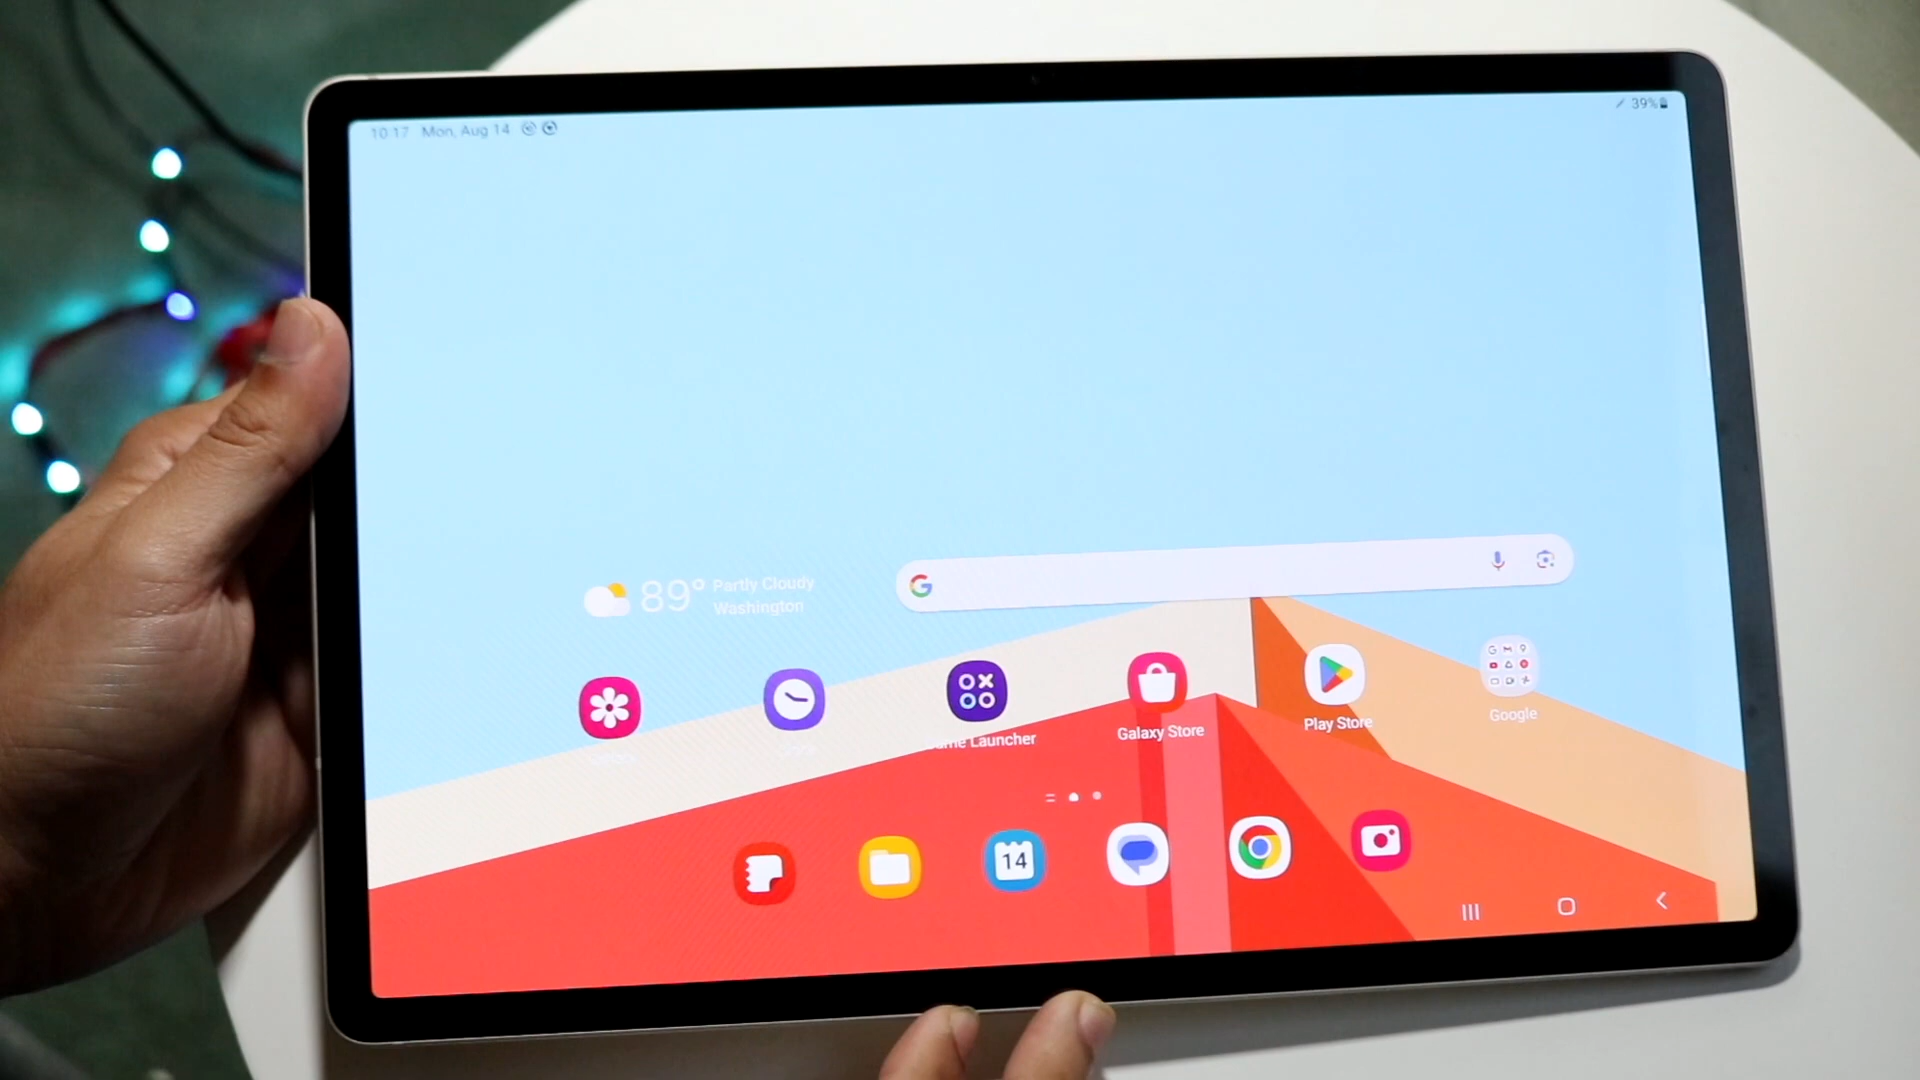 10:17 Mon, Aug 14
39%
89° Partly Cloudy
Washington
Launcher
Galaxy Store
Play Store
Google
14